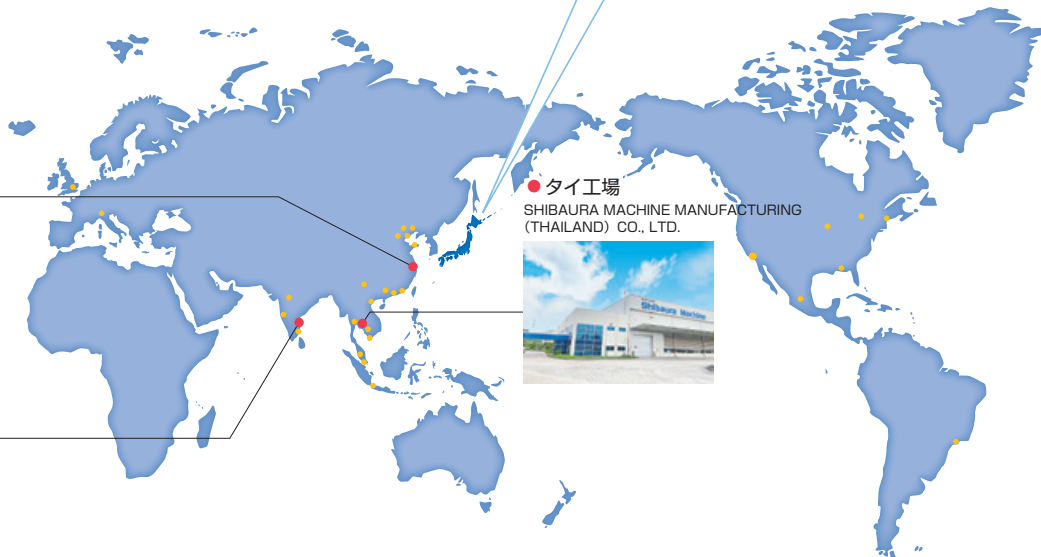 タイ工場
SHIBAURA MACHINE MANUFACTURING
(THAILAND) CO., LTD.
Shibaura Machine